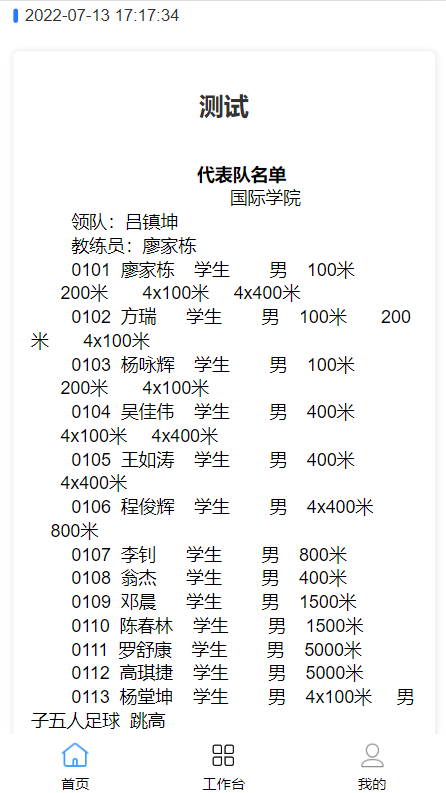 2022-07-13 17:17:34
测试
代表队名单
国际学院
领队：吕镇坤
教练员：廖家栋
0101 廖家栋 学生 男 100米
200米 4x100米 4x400米
0102 方瑞 学生 男 100米 200
米 4x100米
0103 杨咏辉 学生 男 100米
200米 4x100米
0104 吴佳伟 学生 男 400米
4x100米 4x400米
0105 王如涛 学生 男 400米
4x400米
0106 程俊辉 学生 男 4x400米
800米
0107 李钊 学生 男 800米
0108 翁杰 学生 男 400米
0109 邓晨 学生 男 1500米
0110 陈春林 学生 男 1500米
0111 罗舒康 学生 男 5000米
0112 高琪捷 学生 男 5000米
0113 杨堂坤 学生 男 4x100米 男
子五人足球 跳高
首页 工作台 我的